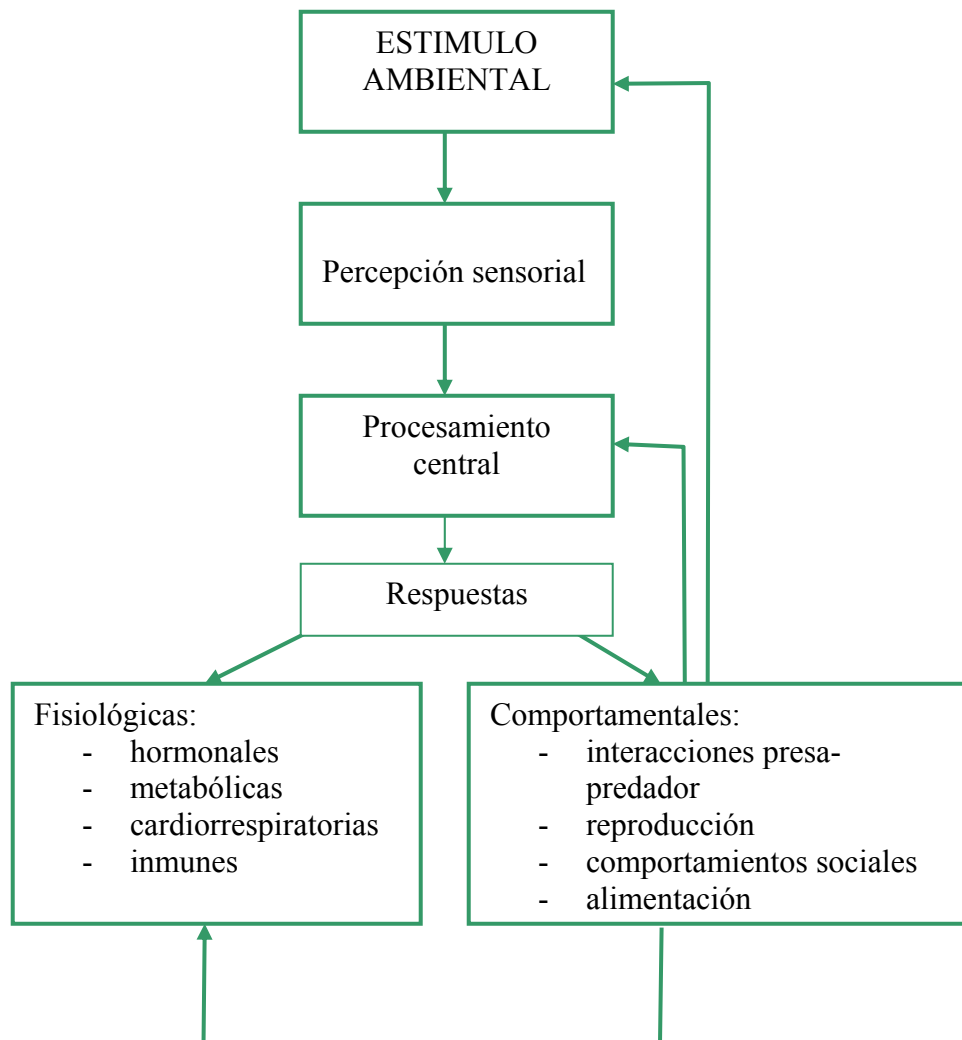 ESTIMULO
AMBIENTAL
Percepción sensorial
Procesamiento
central
Respuestas
Fisiológicas:
- hormonales
- metabólicas
- cardiorrespiratorias
- inmunes
Comportamentales:
- interacciones presa-
predador
- reproducción
- comportamientos sociales
- alimentación